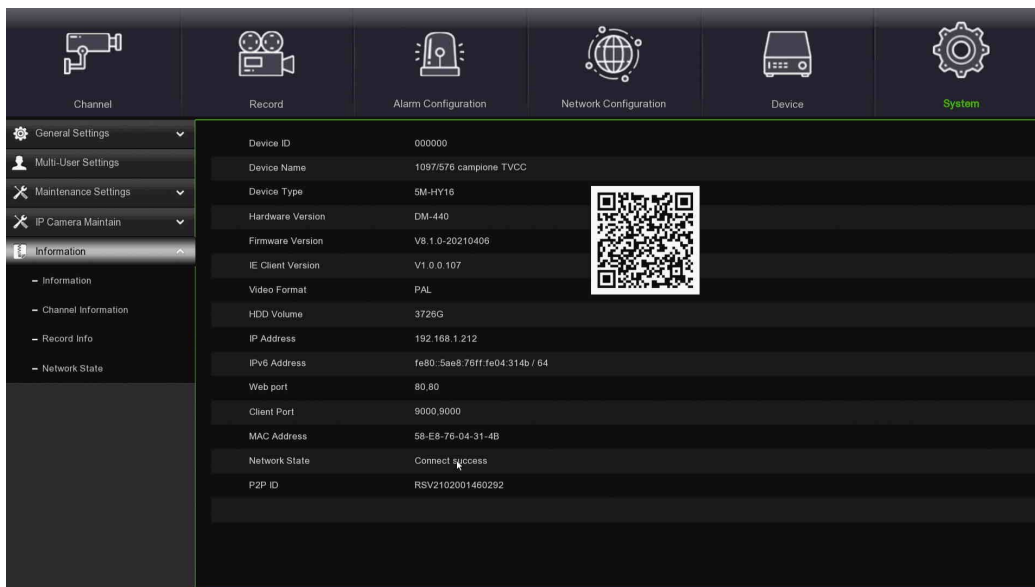 Channel
Record
Alarm Configuration
Network Configuration
Device
System
General Settings
Multi-User Settings
Maintenance Settings
IP Camera Maintain
Information
– Information
– Channel Information
– Record Info
– Network State
Device ID 000000
Device Name 1097/576 campione TVCC
Device Type 5M-HY16
Hardware Version DM-440
Firmware Version V8.1.0-20210406
IE Client Version V1.0.0.107
Video Format PAL
HDD Volume 3726G
IP Address 192.168.1.212
IPv6 Address fe80::5ae8:76ff:fe04:314b / 64
Web port 80,80
Client Port 9000,9000
MAC Address 58-E8-76-04-31-4B
Network State Connect success
P2P ID RSV2102001460292